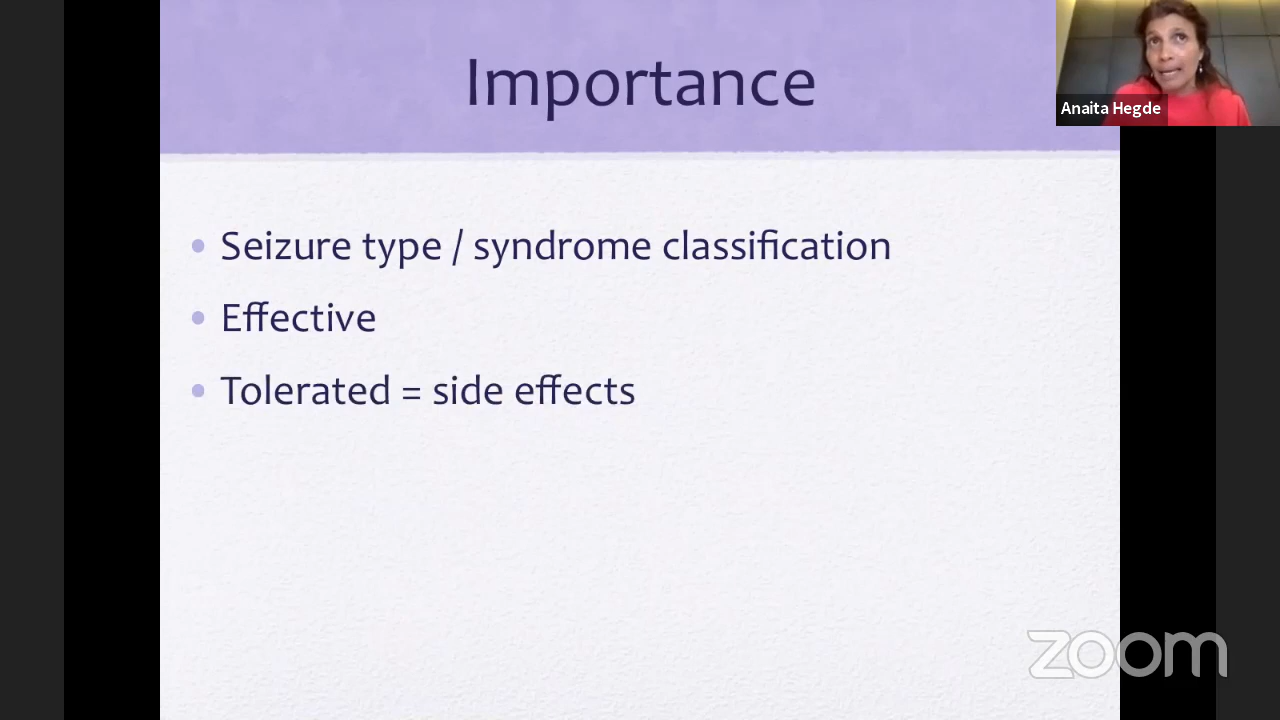 Importance
Anaita Hegde
Seizure type / syndrome classification
Effective
Tolerated = side effects
zoom